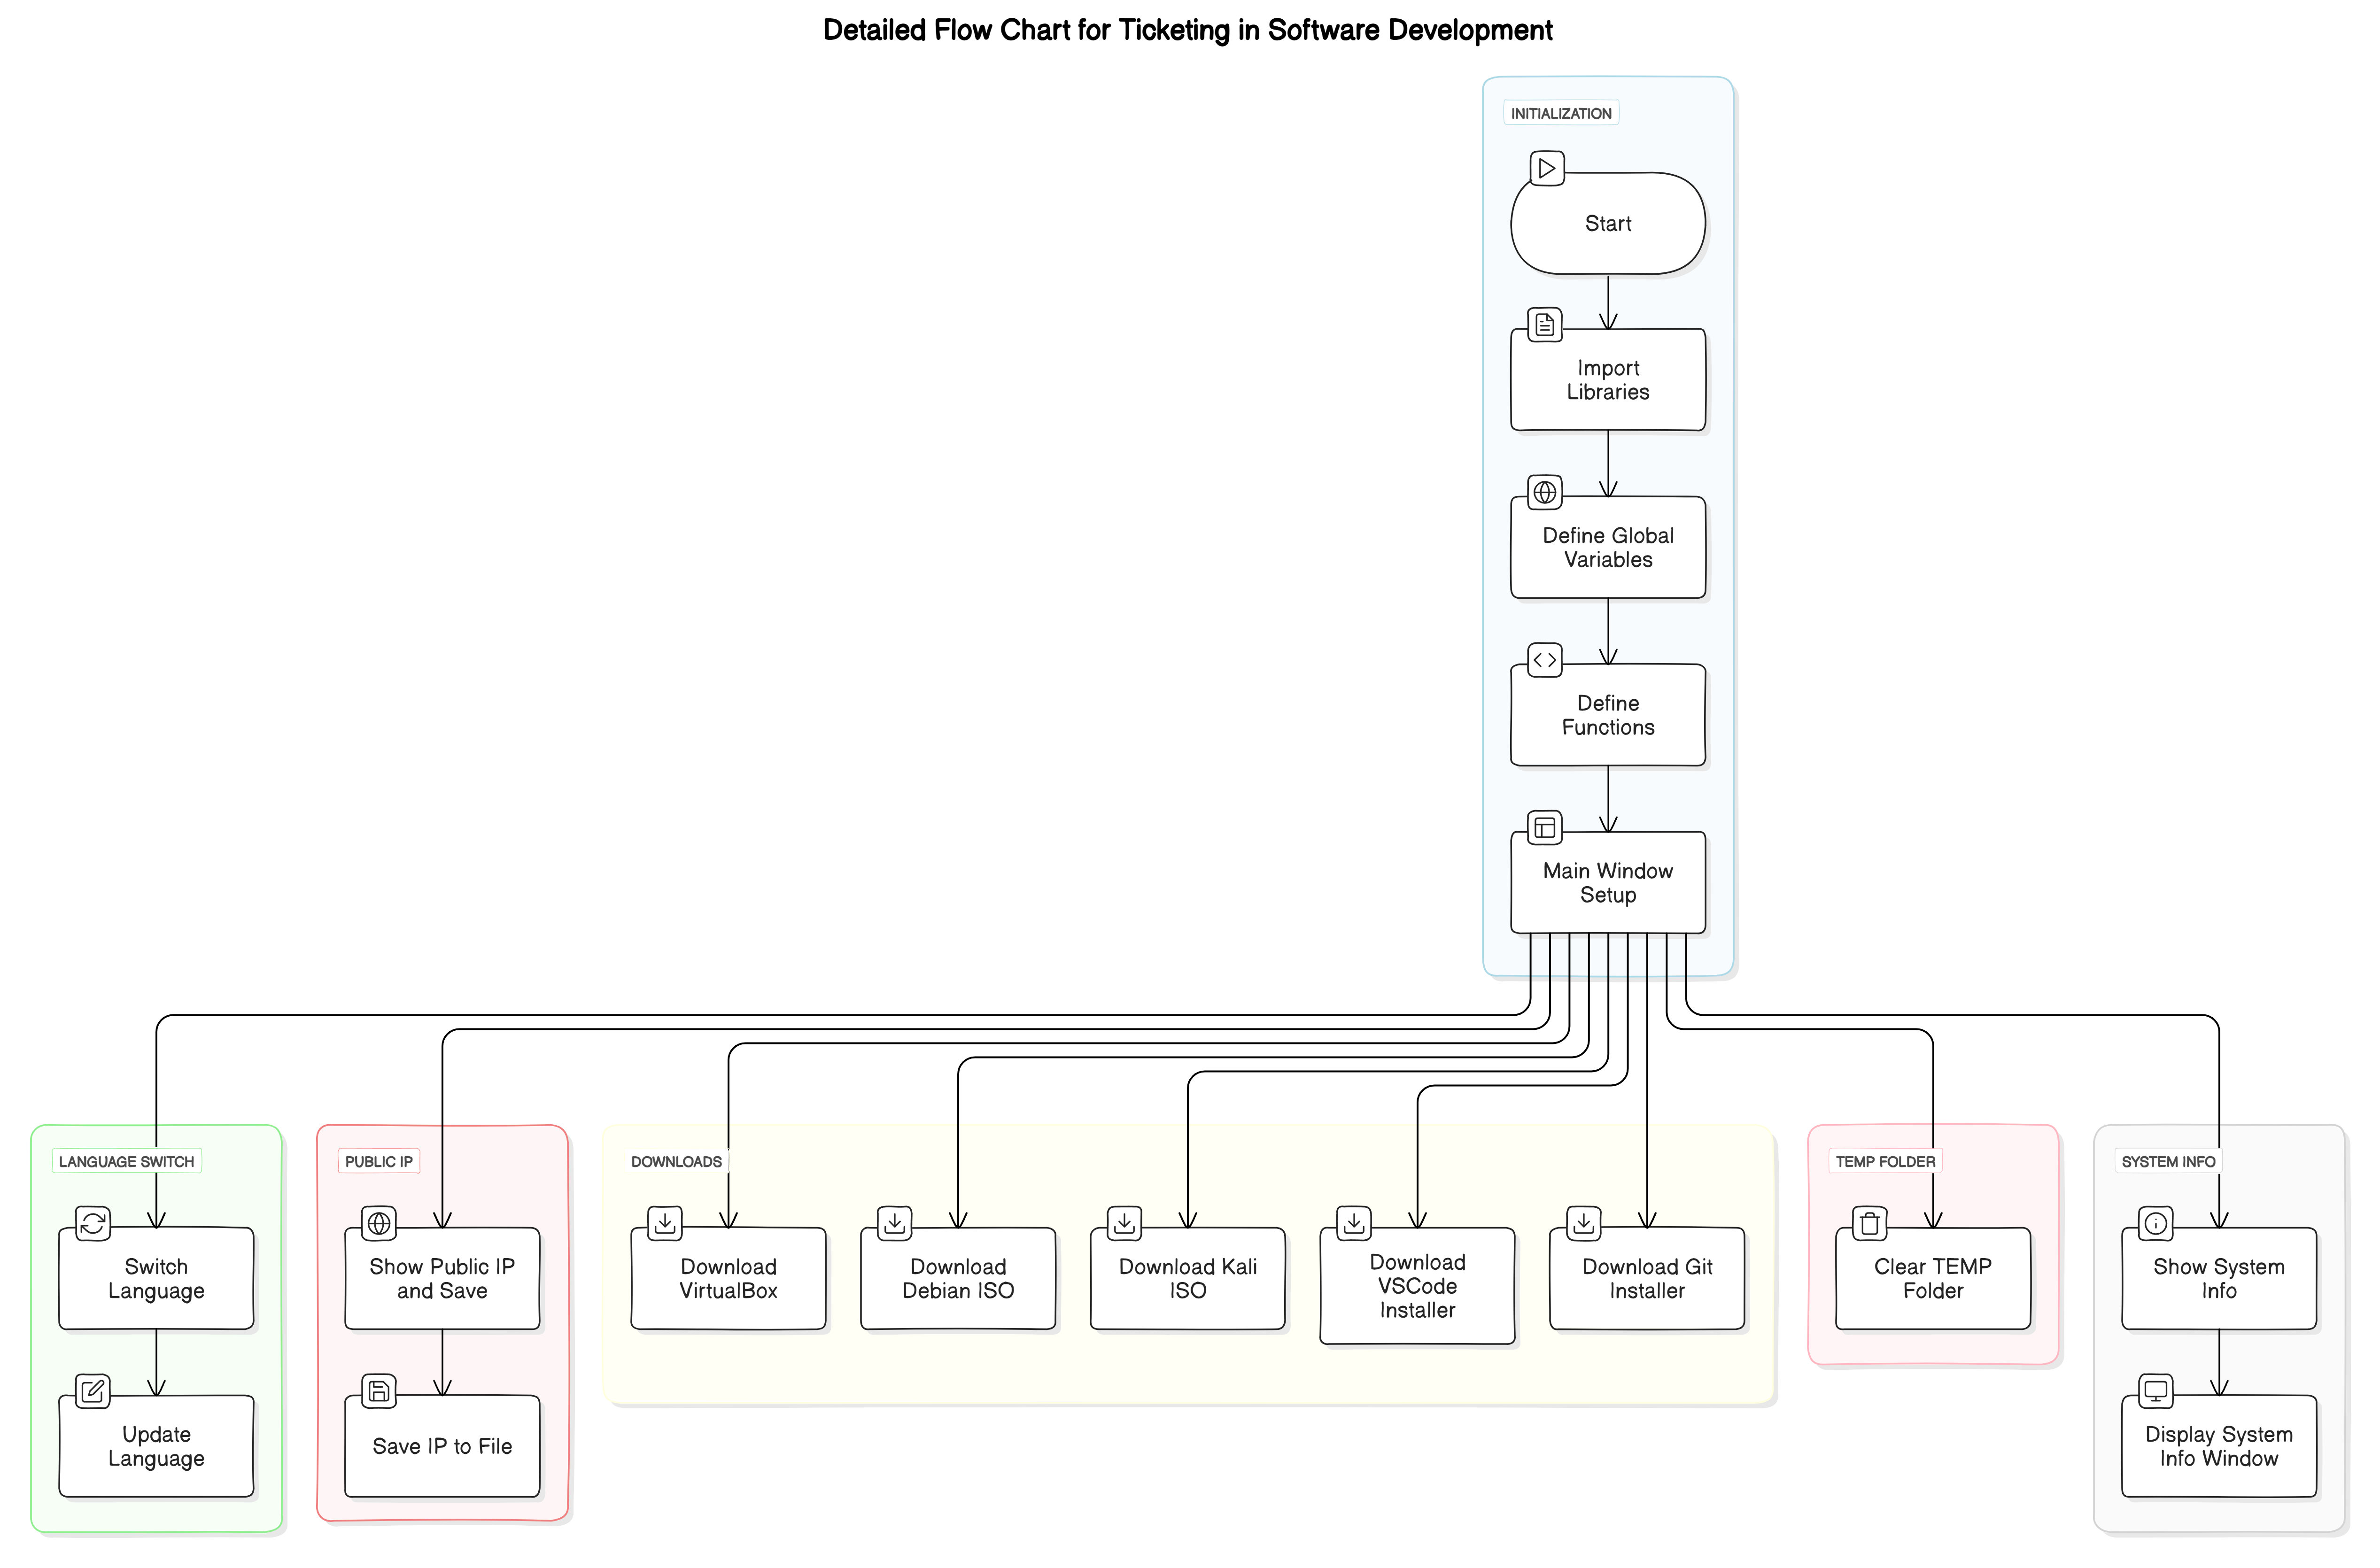 Detailed Flow Chart for Ticketing in Software Development
INITIALIZATION
Start
Import
Libraries
Define Global
Variables
Define
Functions
Main Window
Setup
LANGUAGE SWITCH
Switch
Language
Update
Language
PUBLIC IP
Show Public IP
and Save
Save IP to File
DOWNLOADS
Download
VirtualBox
Download
Debian ISO
Download Kali
ISO
Download
VSCode
Installer
Download Git
Installer
TEMP FOLDER
Clear TEMP
Folder
SYSTEM INFO
Show System
Info
Display System
Info Window